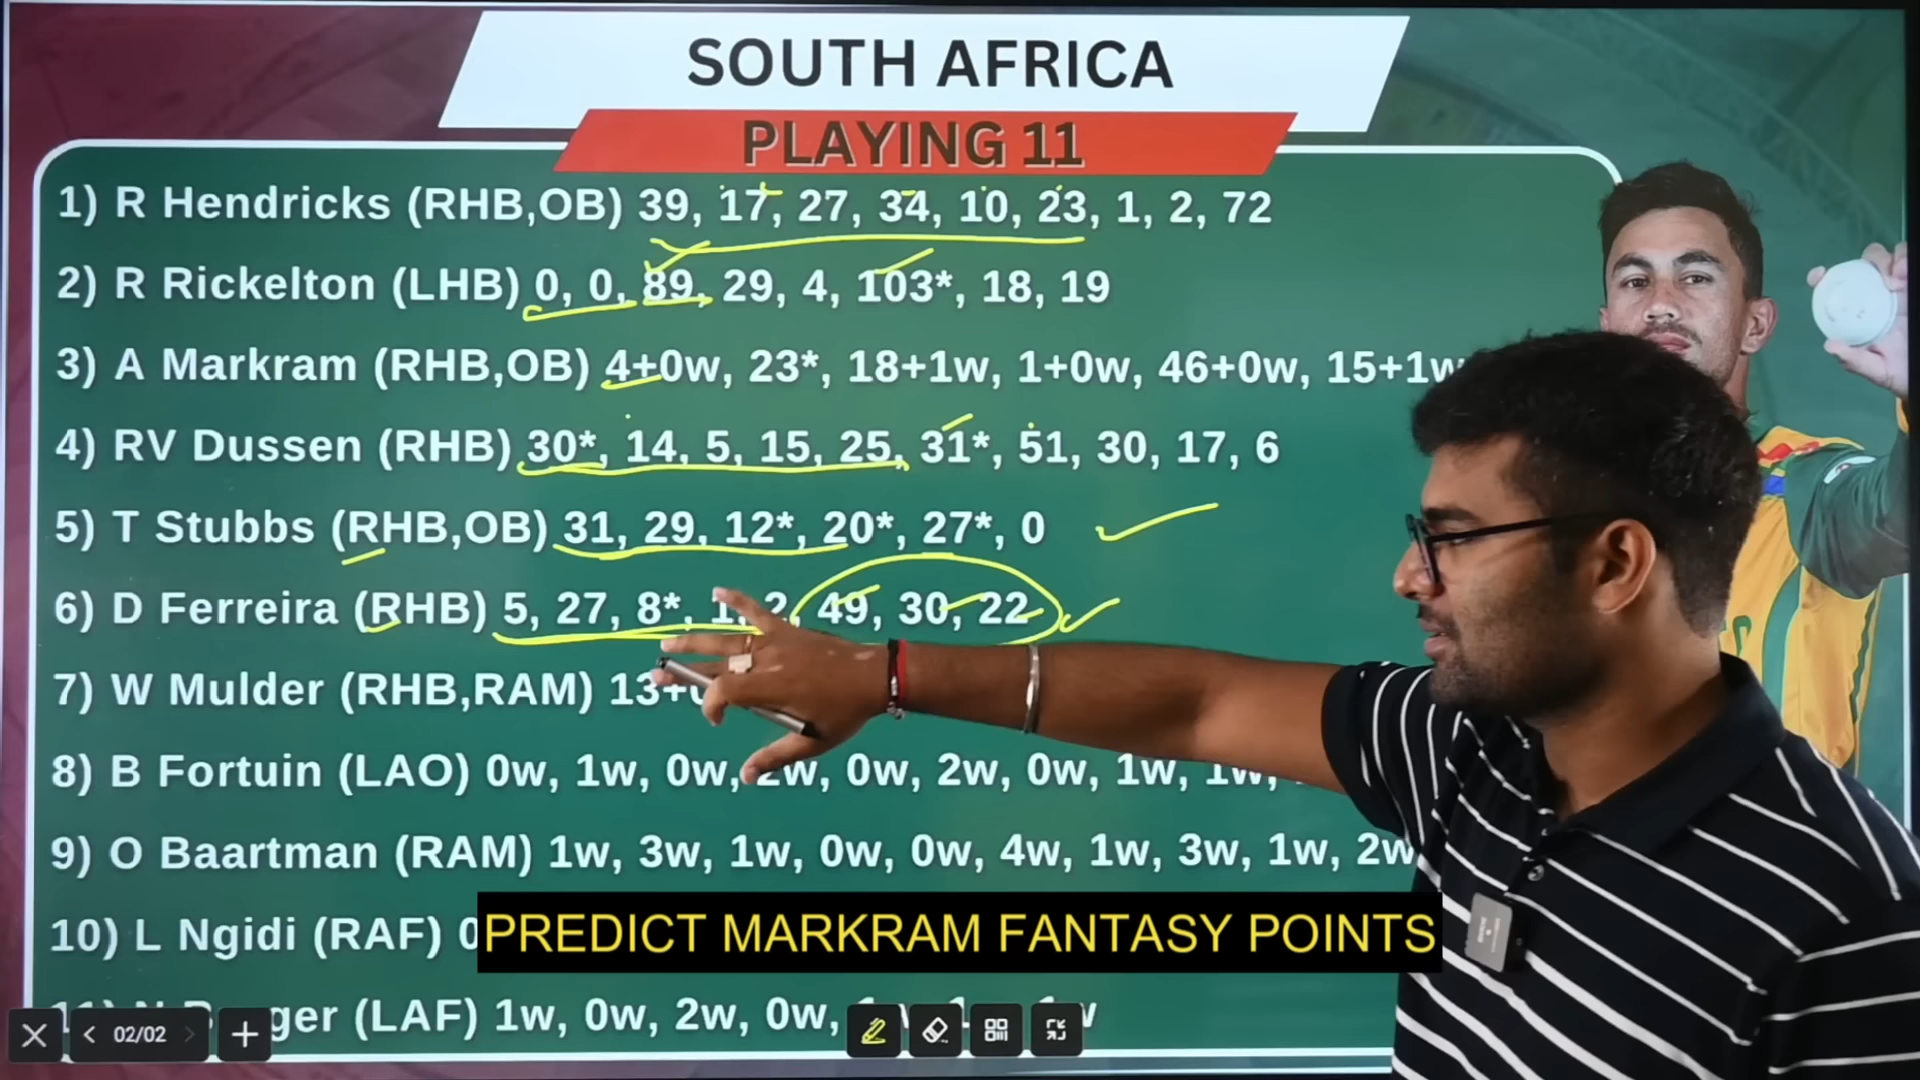 SOUTH AFRICA
PLAYING 11
1) R Hendricks (RHB,OB) 39, 17, 27, 34, 10, 23, 1, 2, 72
2) R Rickelton (LHB) 0, 0, 89, 29, 4, 103*, 18, 19
3) A Markram (RHB,OB) 4+0w, 23*, 18+1w, 1+0w, 46+0w, 15+1w
4) RV Dussen (RHB) 30*, 14, 5, 15, 25, 31*, 51, 30, 17, 6
5) T Stubbs (RHB,OB) 31, 29, 12*, 20*, 27*, 0
6) D Ferreira (RHB) 5, 27, 8*, 1, 2, 49, 30, 22
7) W Mulder (RHB,RAM) 13+
8) B Fortuin (LAO) 0w, 1w, 0w, 2w, 0w, 2w, 0w, 1w, 1w,
9) O Baartman (RAM) 1w, 3w, 1w, 0w, 0w, 4w, 1w, 3w, 1w, 2w
10) L Ngidi (RAF) 0
PREDICT MARKRAM FANTASY POINTS
(LAF) 1w, 0w, 2w, 0w,
02/02